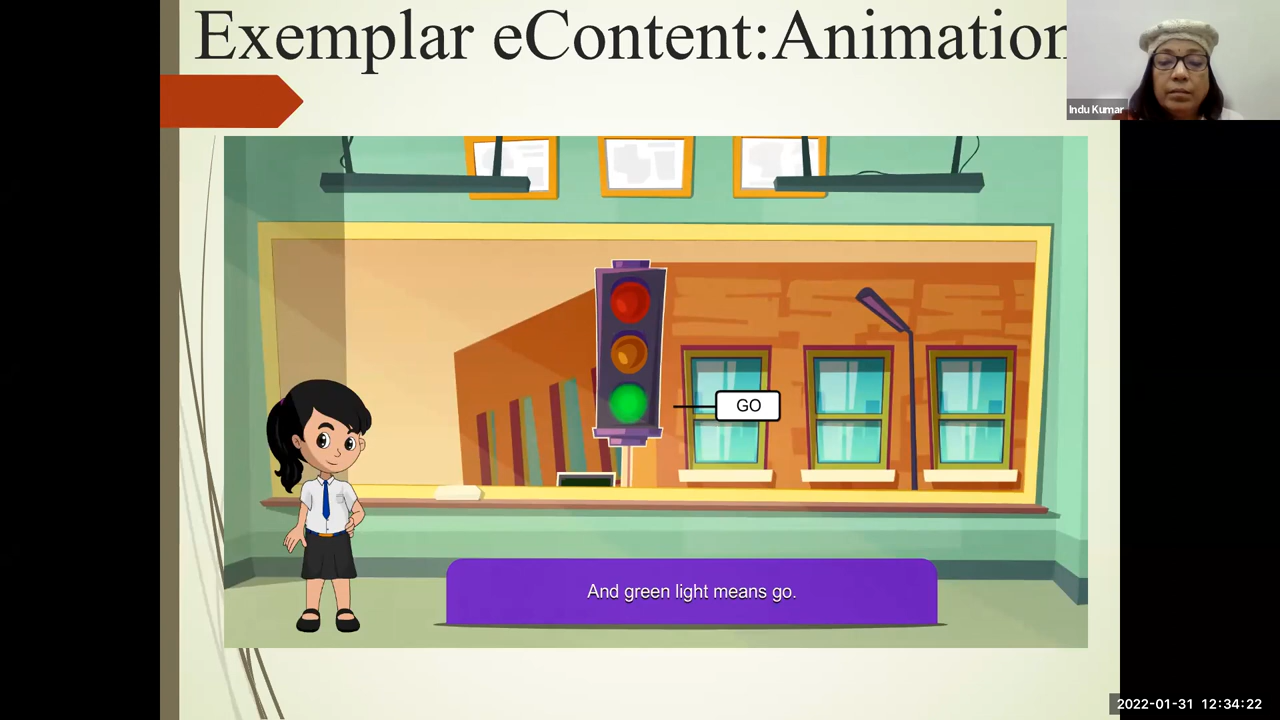 Exemplar eContent:Animation
Indu Kumar
GO
And green light means go.
2022-01-31 12:34:22